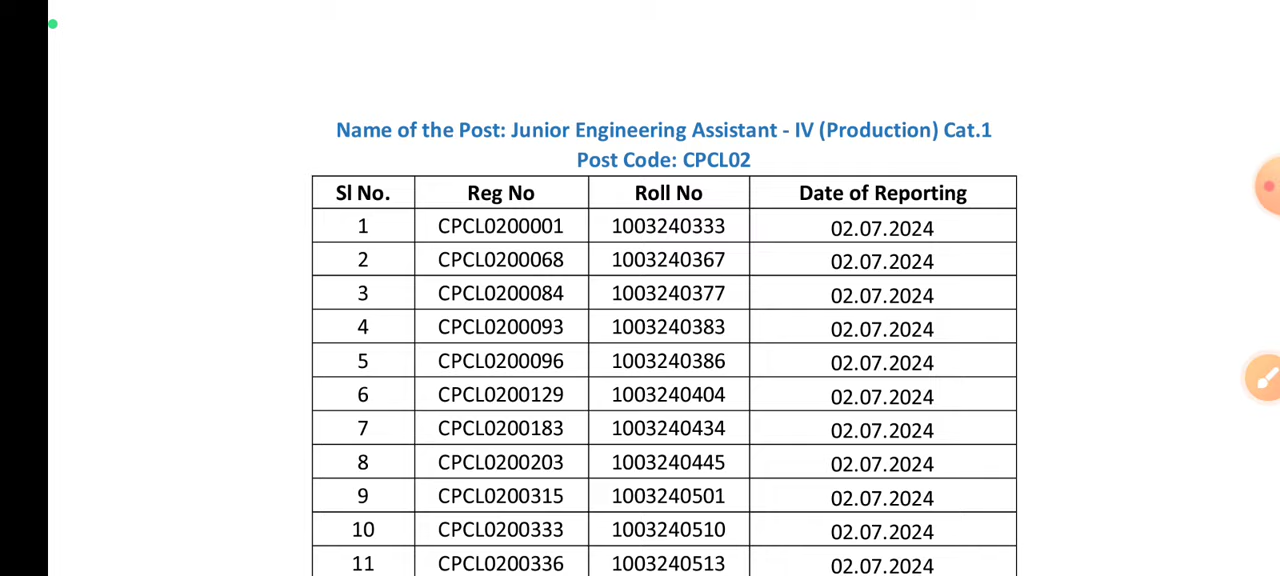 Name of the Post: Junior Engineering Assistant - IV (Production) Cat.1
Post Code: CPCL02
Sl No. Reg No Roll No Date of Reporting
1 CPCL0200001 1003240333 02.07.2024
2 CPCL0200068 1003240367 02.07.2024
3 CPCL0200084 1003240377 02.07.2024
4 CPCL0200093 1003240383 02.07.2024
5 CPCL0200096 1003240386 02.07.2024
6 CPCL0200129 1003240404 02.07.2024
7 CPCL0200183 1003240434 02.07.2024
8 CPCL0200203 1003240445 02.07.2024
9 CPCL0200315 1003240501 02.07.2024
10 CPCL0200333 1003240510 02.07.2024
11 CPCL0200336 1003240513 02.07.2024